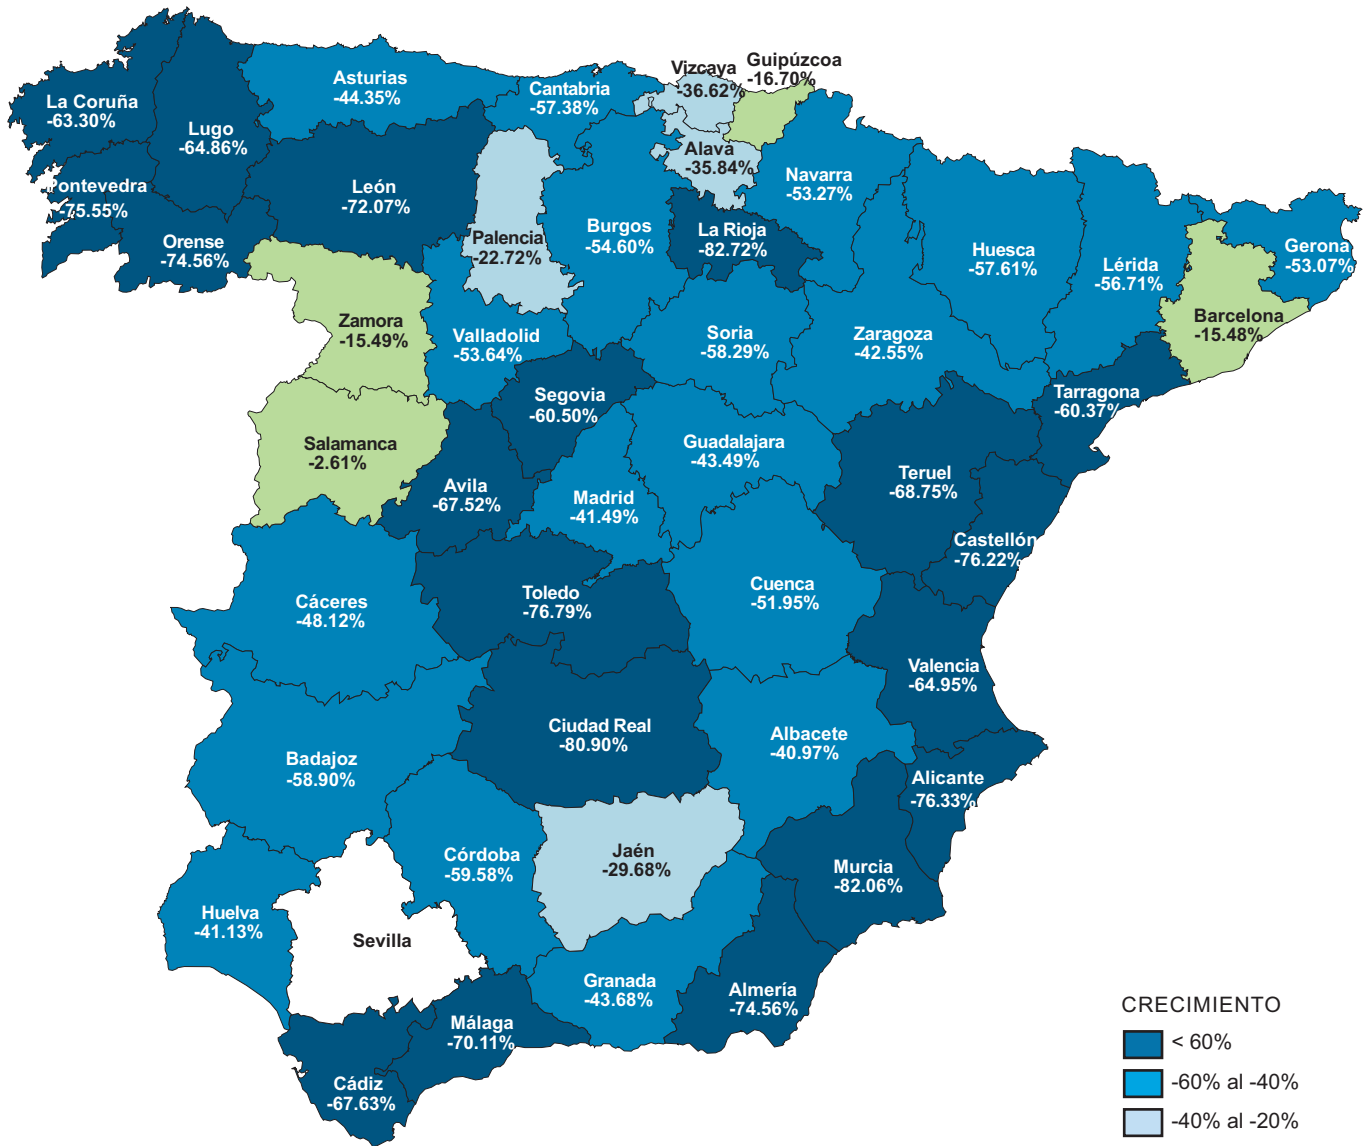 Asturias
-44.35%
Cantabria
-57.38%
Vizcaya
-36.62%
Guipúzcoa
-16.70%
La Coruña
-63.30%
Lugo
-64.86%
Alava
-35.84%
Navarra
-53.27%
Pontevedra
-75.55%
León
-72.07%
Orense
-74.56%
Palencia
-22.72%
Burgos
-54.60%
La Rioja
-82.72%
Huesca
-57.61%
Lérida
-56.71%
Gerona
-53.07%
Zamora
-15.49%
Valladolid
-53.64%
Soria
-58.29%
Zaragoza
-42.55%
Barcelona
-15.48%
Segovia
-60.50%
Tarragona
-60.37%
Salamanca
-2.61%
Guadalajara
-43.49%
Avila
-67.52%
Madrid
-41.49%
Teruel
-68.75%
Castellón
-76.22%
Cáceres
-48.12%
Toledo
-76.79%
Cuenca
-51.95%
Valencia
-64.95%
Ciudad Real
-80.90%
Albacete
-40.97%
Badajoz
-58.90%
Alicante
-76.33%
Córdoba
-59.58%
Jaén
-29.68%
Murcia
-82.06%
Huelva
-41.13%
Sevilla
Granada
-43.68%
Almería
-74.56%
Málaga
-70.11%
Cádiz
-67.63%
CRECIMIENTO
< 60%
-60% al -40%
-40% al -20%